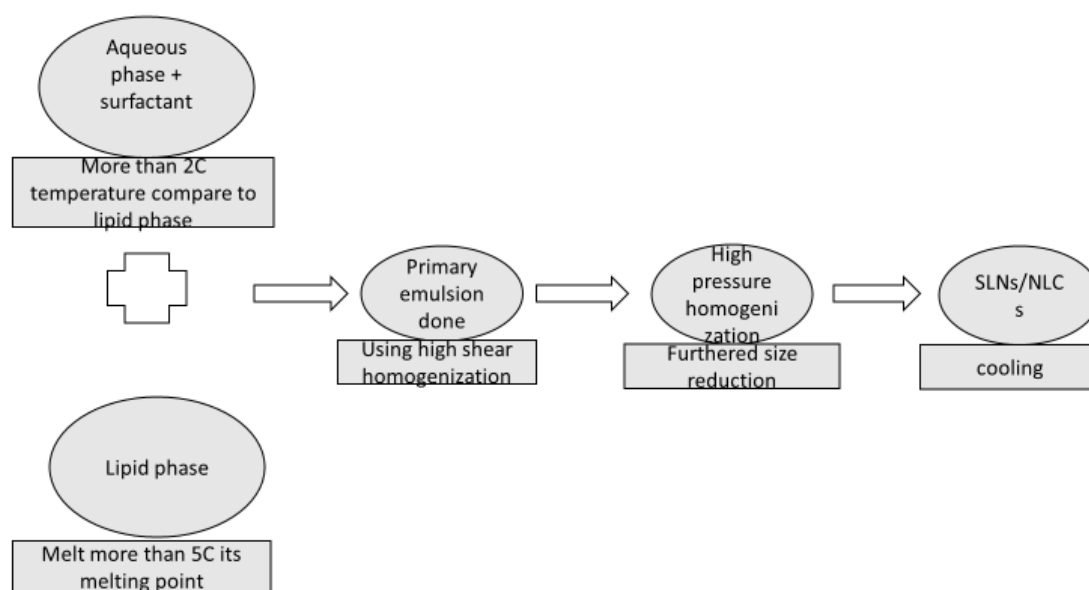 Aqueous
phase +
surfactant
More than 2C
temperature compare to
lipid phase
Primary
emulsion
done
Using high shear
homogenization
High
pressure
homogeni
zation
Furthered size
reduction
SLNs/NLC
s
cooling
Lipid phase
Melt more than 5C its
melting point